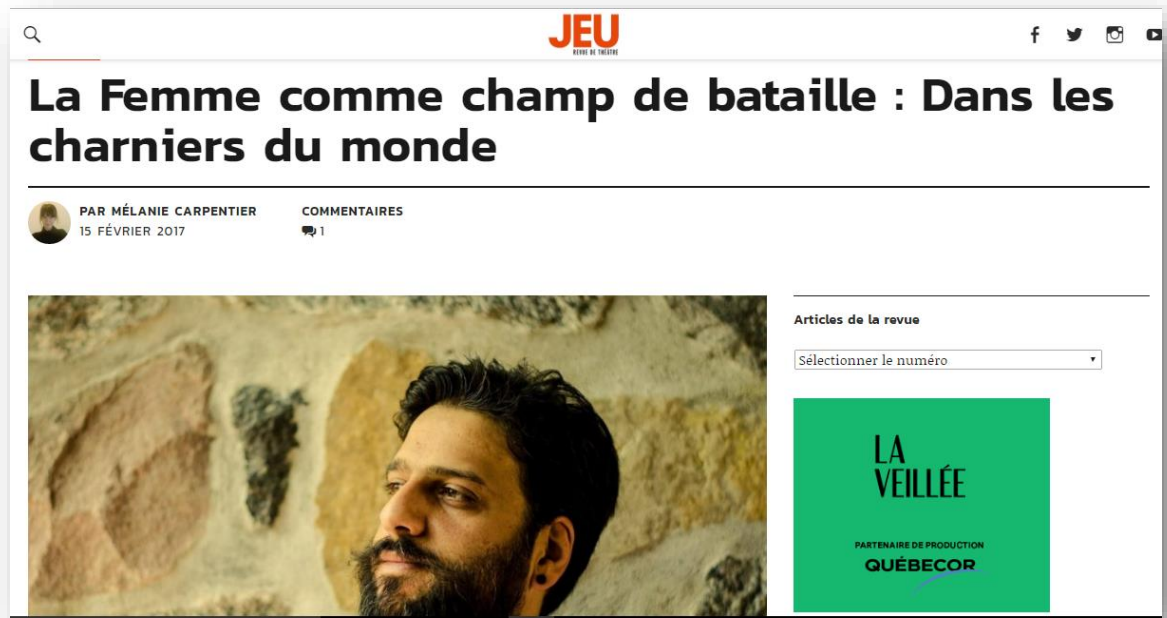 JEU
REVUE DE THÉÂTRE
La Femme comme champ de bataille : Dans les
charniers du monde
PAR MÉLANIE CARPENTIER
15 FÉVRIER 2017
COMMENTAIRES
1
Articles de la revue
Sélectionner le numéro
LA
VEILLÉE
PARTENAIRE DE PRODUCTION
QUÉBECOR